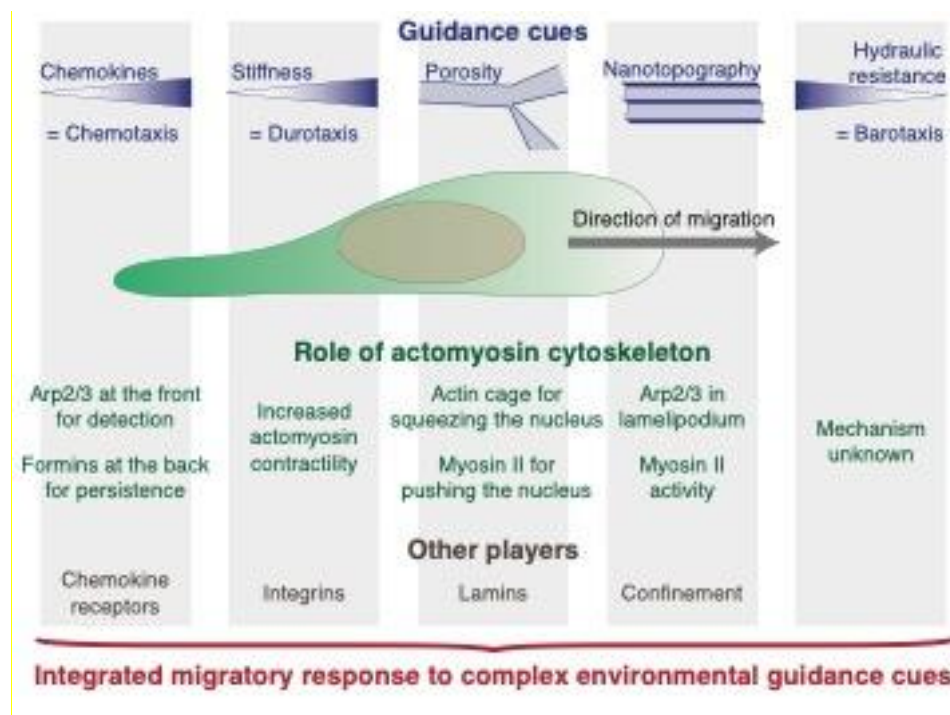 Guidance cues
Chemokines
= Chemotaxis
Stiffness
= Durotaxis
Porosity
Nanotopography
Hydraulic
resistance
= Barotaxis
Direction of migration
Role of actomyosin cytoskeleton
Arp2/3 at the front
for detection
Formins at the back
for persistence
Increased
actomyosin
contractility
Actin cage for
squeezing the nucleus
Myosin II for
pushing the nucleus
Arp2/3 in
lamelipodium
Myosin II
activity
Mechanism
unknown
Other players
Chemokine
receptors
Integrins
Lamins
Confinement
Integrated migratory response to complex environmental guidance cues